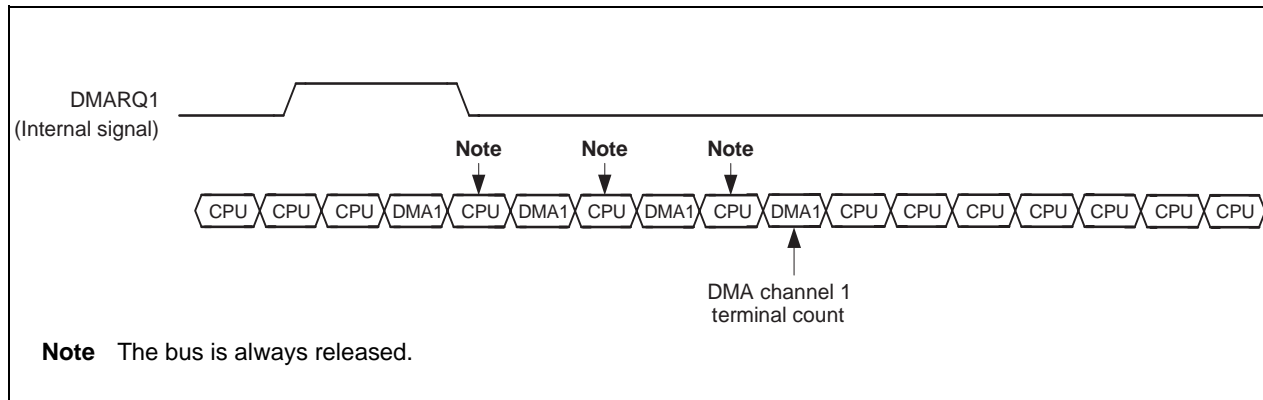 DMARQ1
(Internal signal)
Note Note Note
CPU CPU CPU DMA1 CPU DMA1 CPU DMA1 CPU DMA1 CPU CPU CPU CPU CPU CPU CPU
DMA channel 1
terminal count
Note The bus is always released.